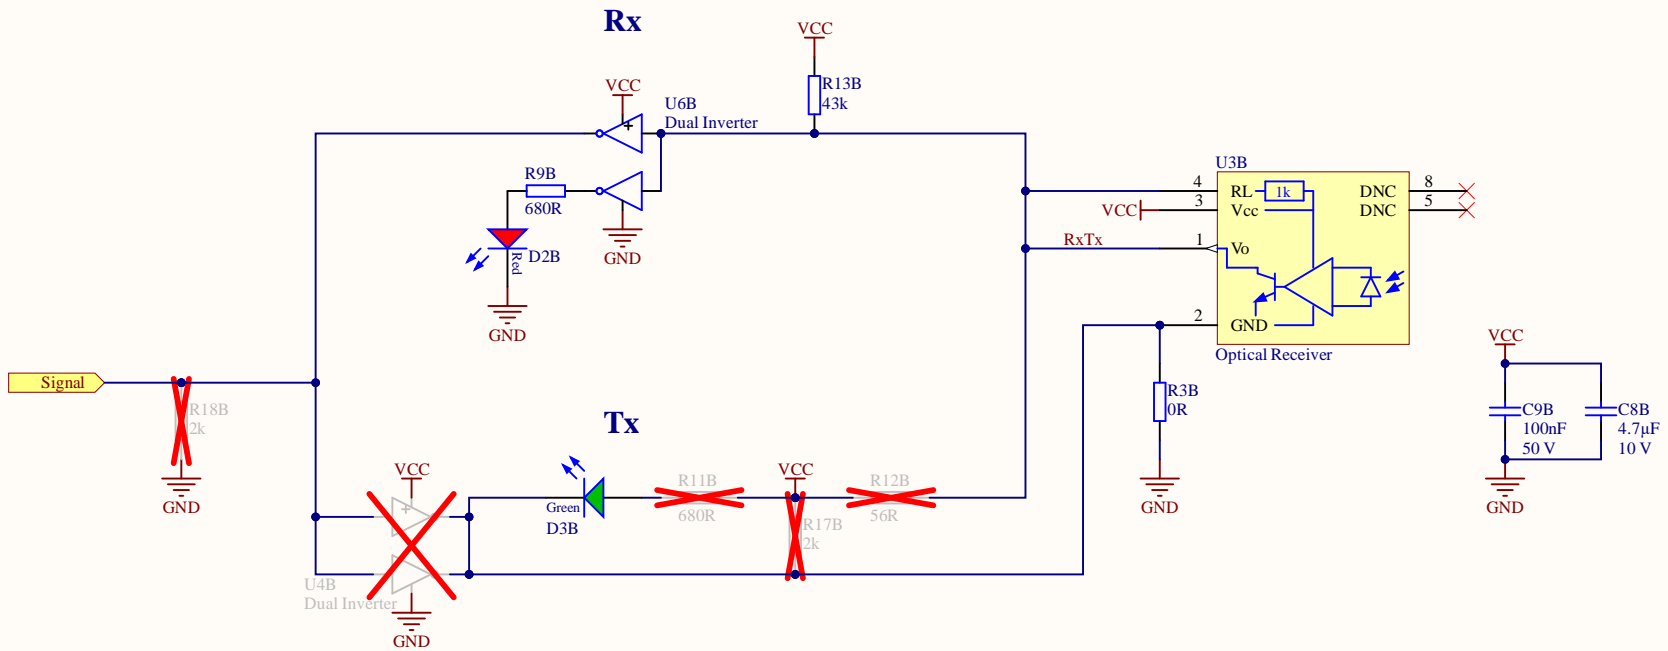 Rx
VCC
R13B
43k
VCC
U6B
Dual Inverter
+
R9B
680R
Red
D2B
GND
GND
U3B
4
RL
1k
DNC
8
VCC
3
Vcc
DNC
5
RxTx
1
Vo
2
GND
Optical Receiver
VCC
C9B
100nF
50 V
C8B
4.7µF
10 V
GND
R3B
0R
GND
Signal
R18B
2k
GND
Tx
VCC
+
U4B
Dual Inverter
GND
Green
D3B
R11B
680R
VCC
R17B
2k
R12B
56R